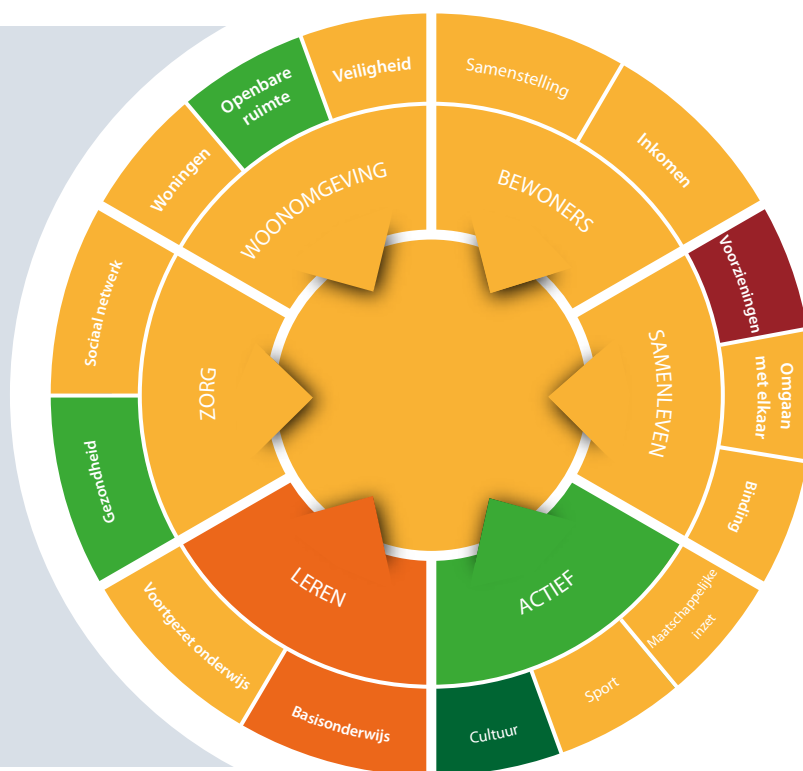 Openbare
ruimte
Veiligheid
Samenstelling
Inkomen
Woningen
WOONOMGEVING
BEWONERS
Voorzieningen
Sociaal netwerk
ZORG
SAMENLEVEN
Omgaan
met elkaar
Gezondheid
Binding
LEREN
ACTIEF
Maatschappelijke
inzet
Voortgezet onderwijs
Sport
Basisonderwijs
Cultuur